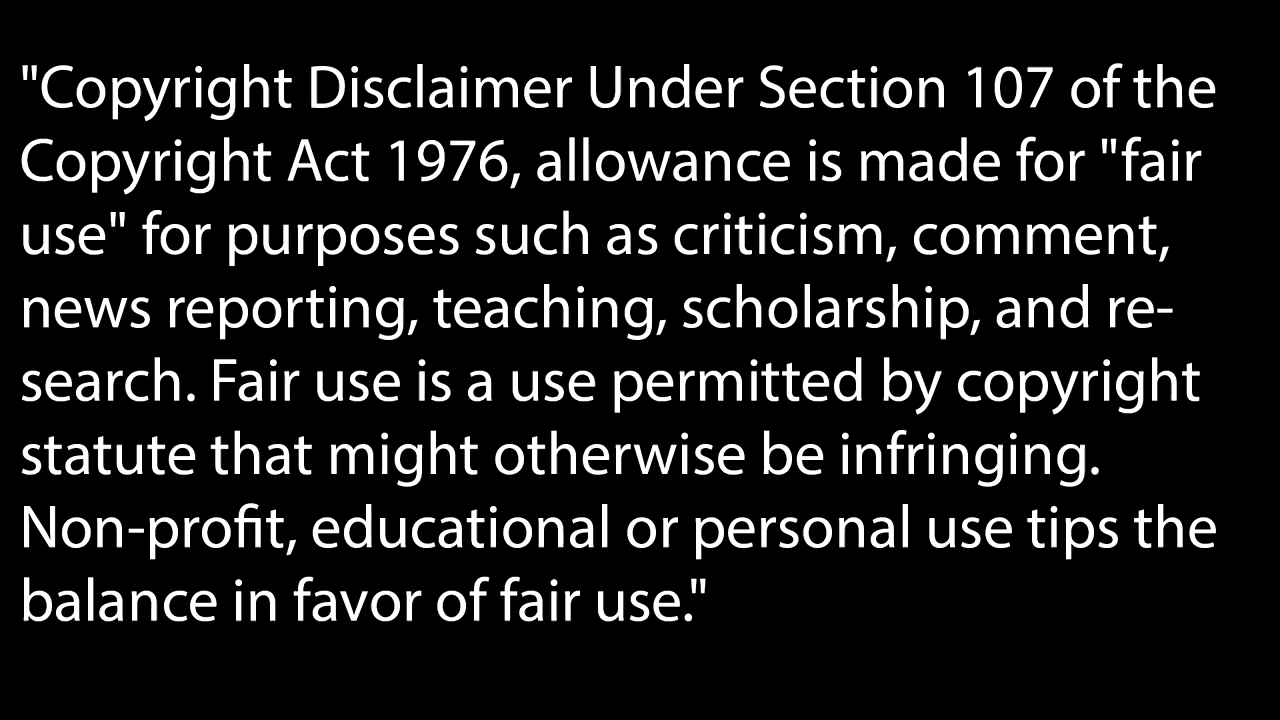 "Copyright Disclaimer Under Section 107 of the
Copyright Act 1976, allowance is made for "fair
use" for purposes such as criticism, comment,
news reporting, teaching, scholarship, and re-
search. Fair use is a use permitted by copyright
statute that might otherwise be infringing.
Non-profit, educational or personal use tips the
balance in favor of fair use."